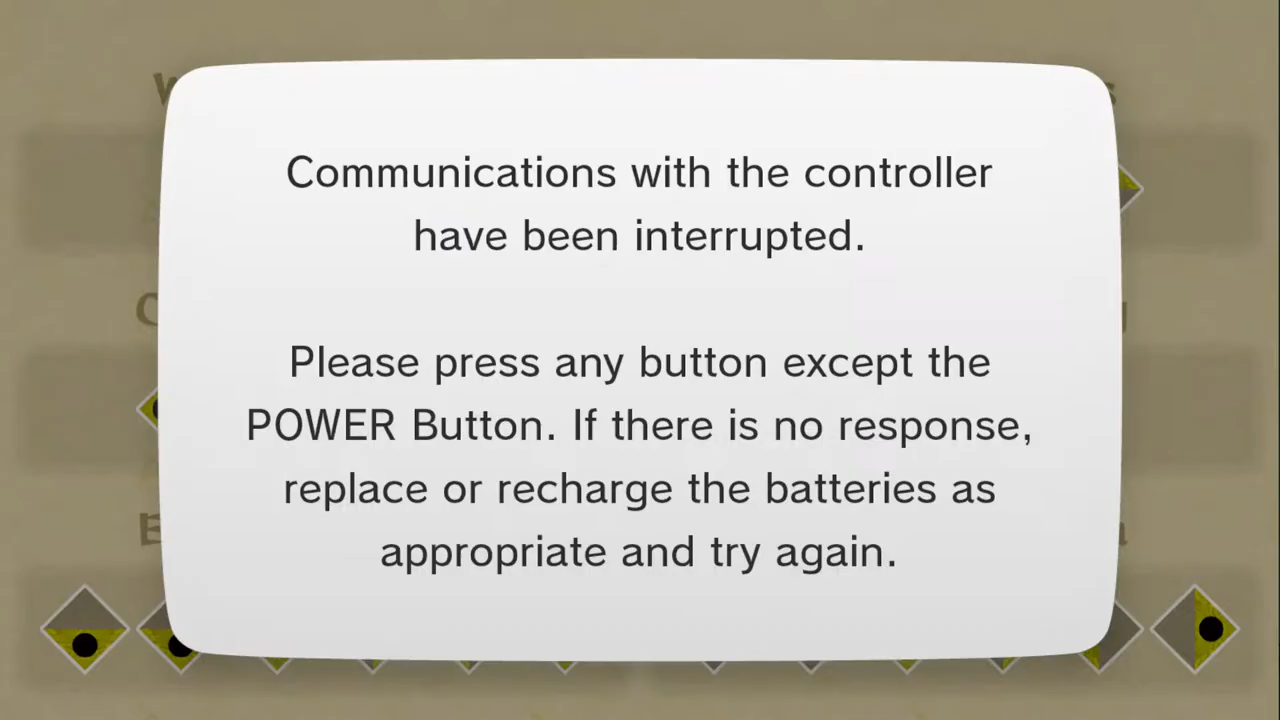 Communications with the controller
have been interrupted.
Please press any button except the
POWER Button. If there is no response,
replace or recharge the batteries as
appropriate and try again.